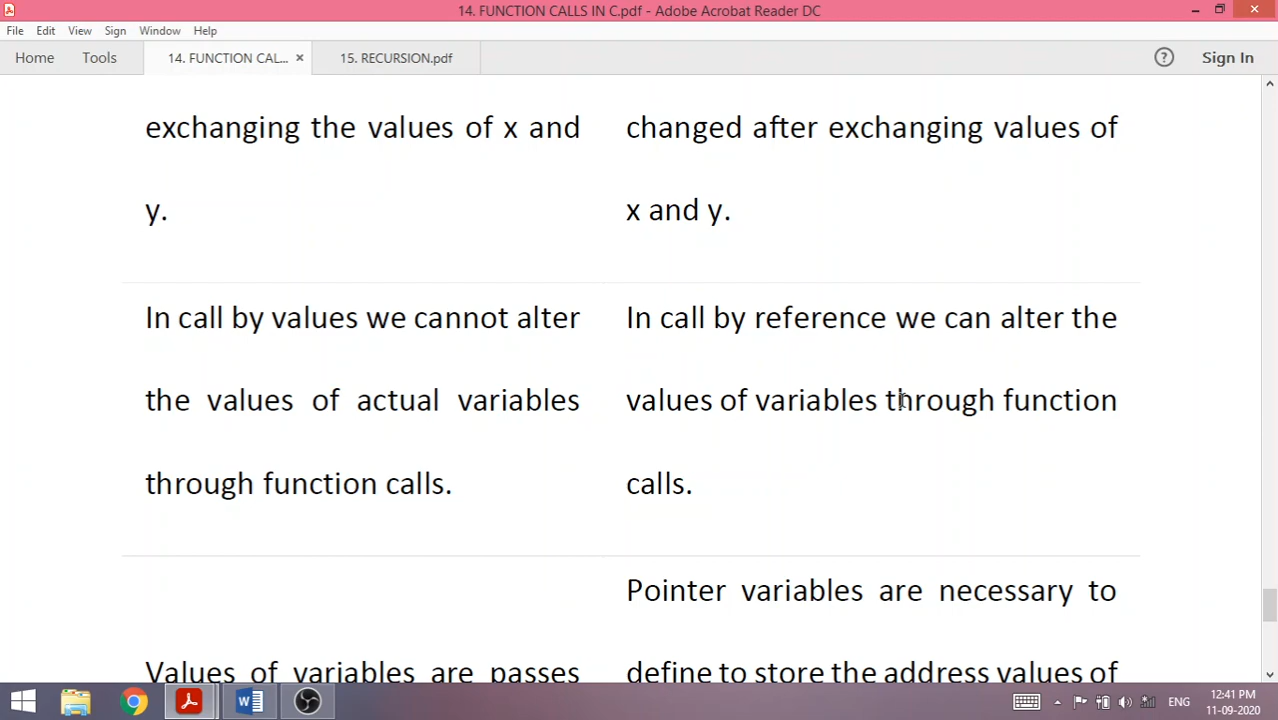 14. FUNCTION CALLS IN C.pdf - Adobe Acrobat Reader DC
File Edit View Sign Window Help
Home Tools 14. FUNCTION CAL... × 15. RECURSION.pdf ? Sign In
exchanging the values of x and
y.
changed after exchanging values of
x and y.
In call by values we cannot alter
the values of actual variables
through function calls.
In call by reference we can alter the
values of variables through function
calls.
Values of variables are passes
Pointer variables are necessary to
define to store the address values of
ENG
12:41 PM
11-09-2020